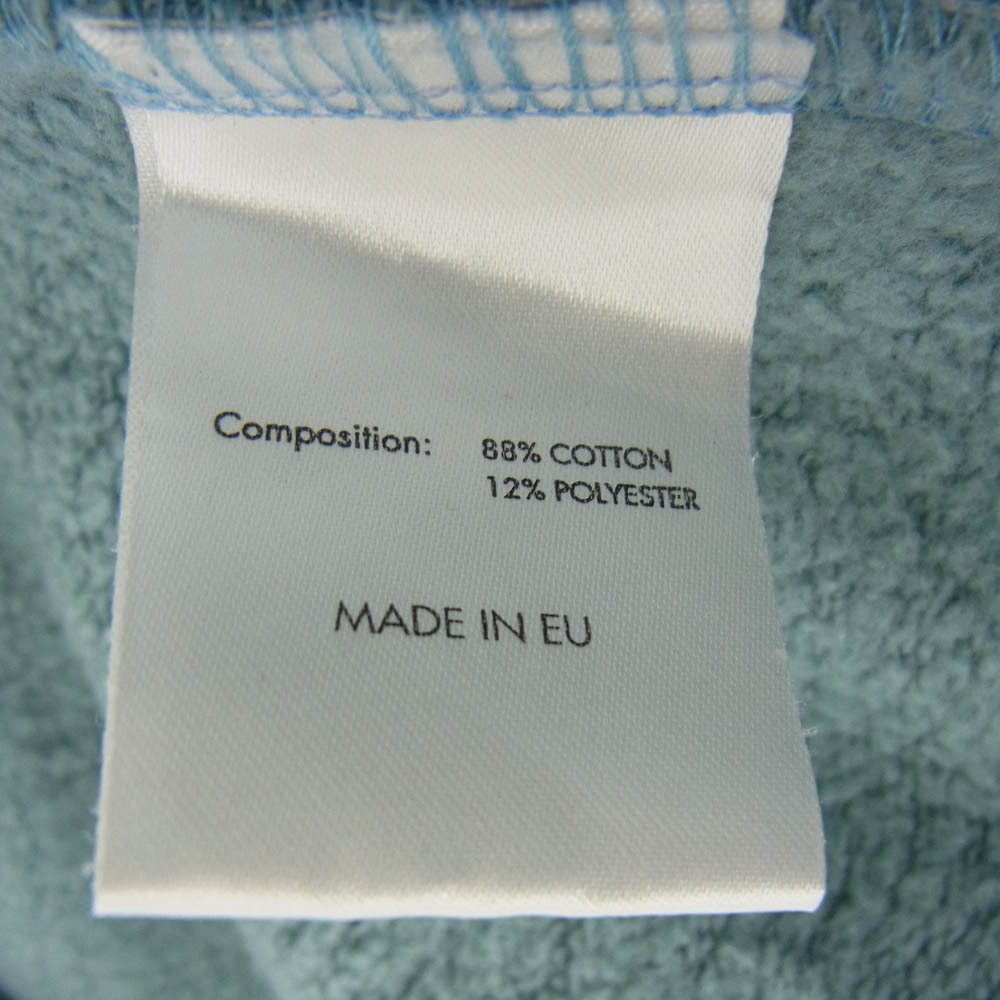 Composition: 88% COTTON
12% POLYESTER
MADE IN EU